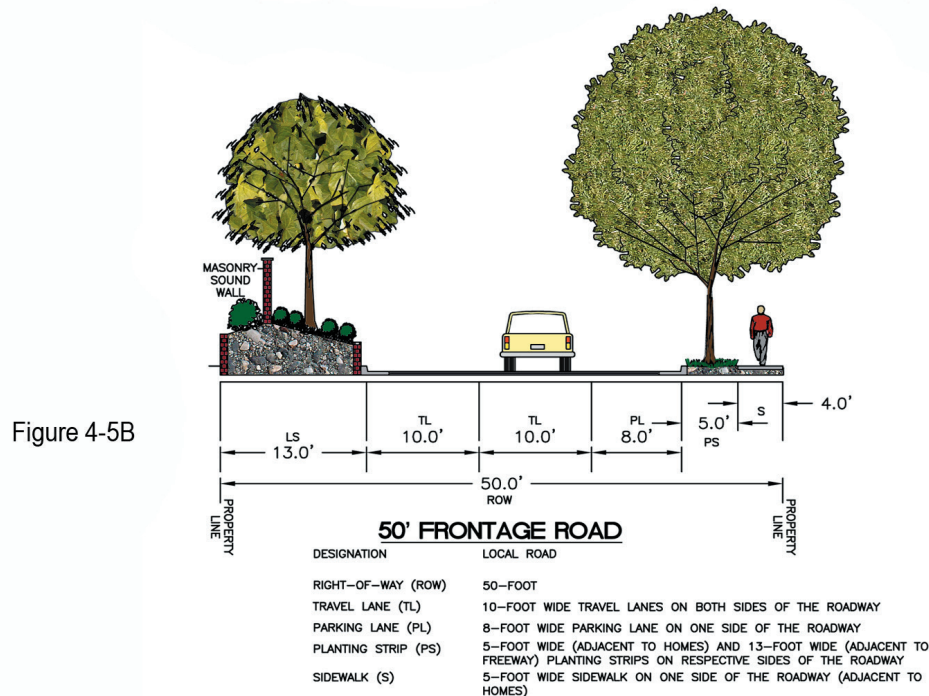 MASONRY
SOUND
WALL
Figure 4-5B
LS
13.0'
TL
10.0'
TL
10.0'
PL
8.0'
5.0'
PS
S
4.0'
50.0'
ROW
PROPERTY
LINE
PROPERTY
LINE
50' FRONTAGE ROAD
DESIGNATION LOCAL ROAD
RIGHT-OF-WAY (ROW) 50-FOOT
TRAVEL LANE (TL) 10-FOOT WIDE TRAVEL LANES ON BOTH SIDES OF THE ROADWAY
PARKING LANE (PL) 8-FOOT WIDE PARKING LANE ON ONE SIDE OF THE ROADWAY
PLANTING STRIP (PS) 5-FOOT WIDE (ADJACENT TO HOMES) AND 13-FOOT WIDE (ADJACENT TO
FREEWAY) PLANTING STRIPS ON RESPECTIVE SIDES OF THE ROADWAY
SIDEWALK (S) 5-FOOT WIDE SIDEWALK ON ONE SIDE OF THE ROADWAY (ADJACENT TO
HOMES)